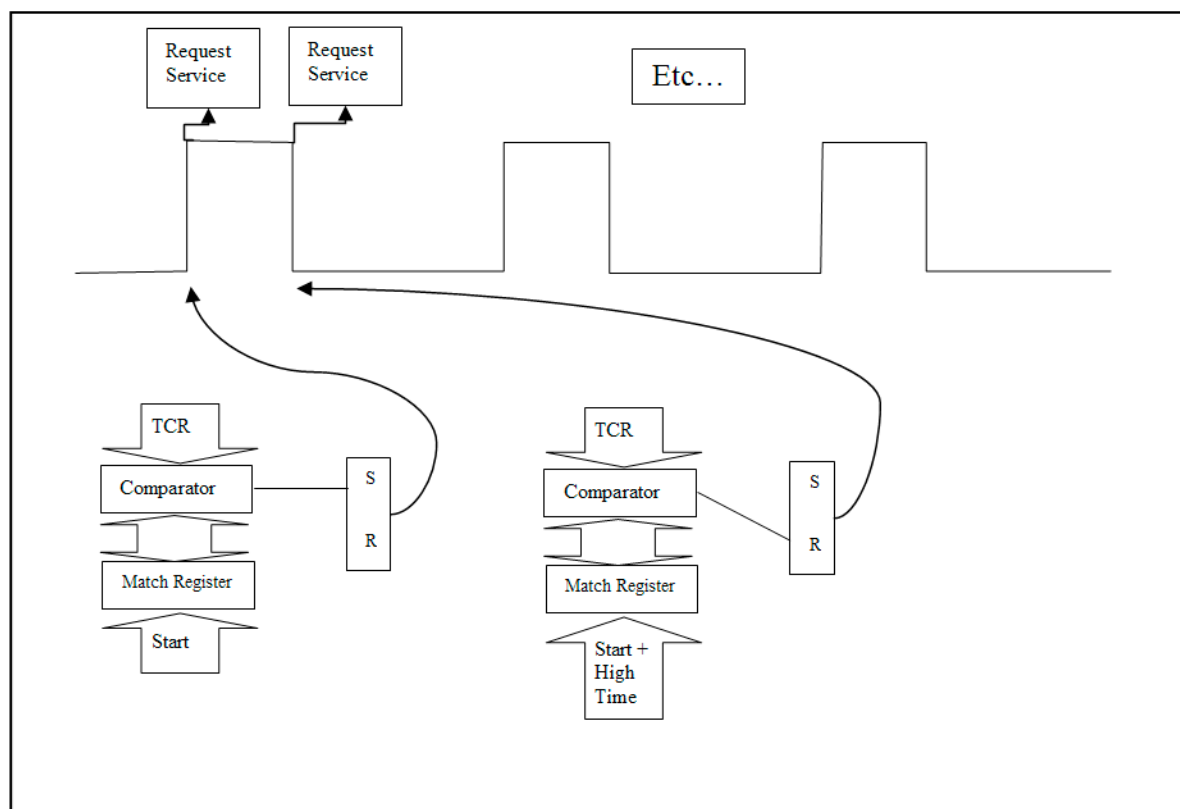 Request
Service
Request
Service
Etc…
TCR
Comparator
S
R
Match Register
Start
TCR
Comparator
S
R
Match Register
Start +
High
Time